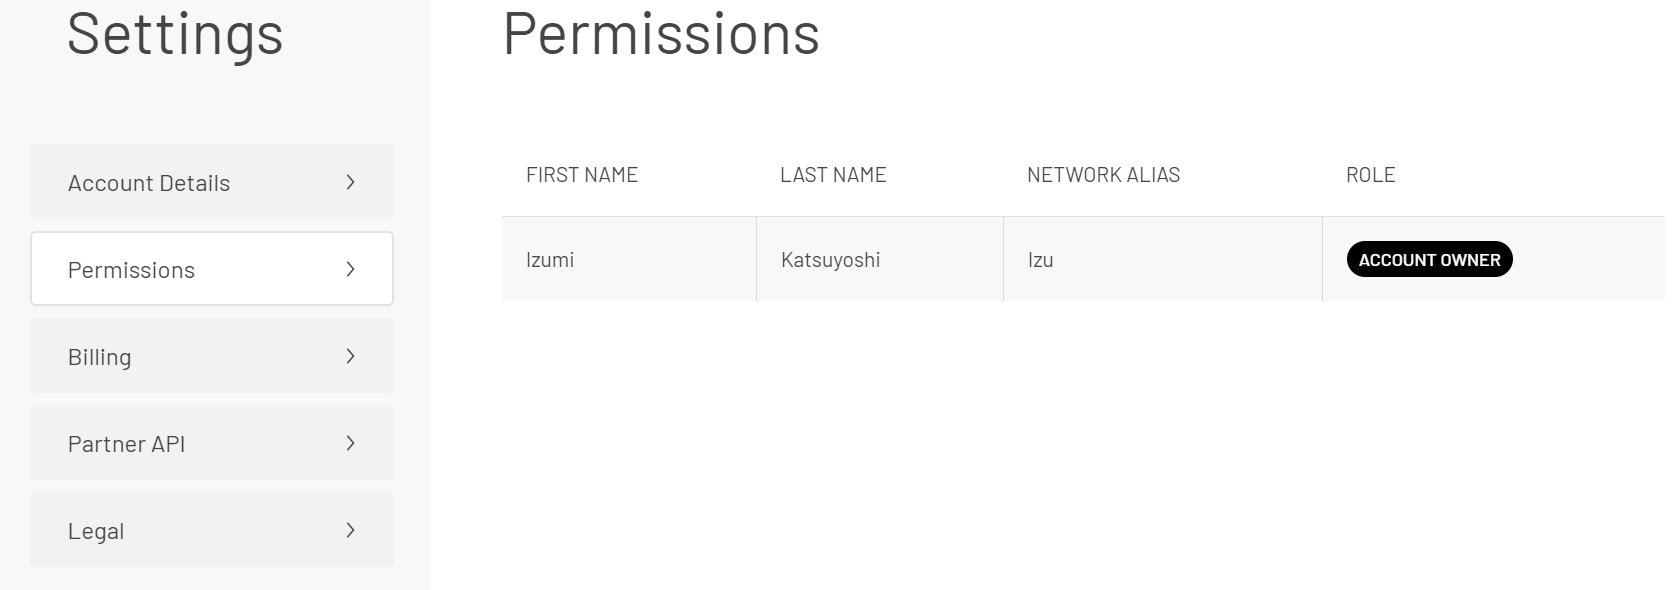 Settings
Account Details
Permissions
Billing
Partner API
Legal
Permissions
FIRST NAME LAST NAME NETWORK ALIAS ROLE
Izumi Katsuyoshi Izu ACCOUNT OWNER